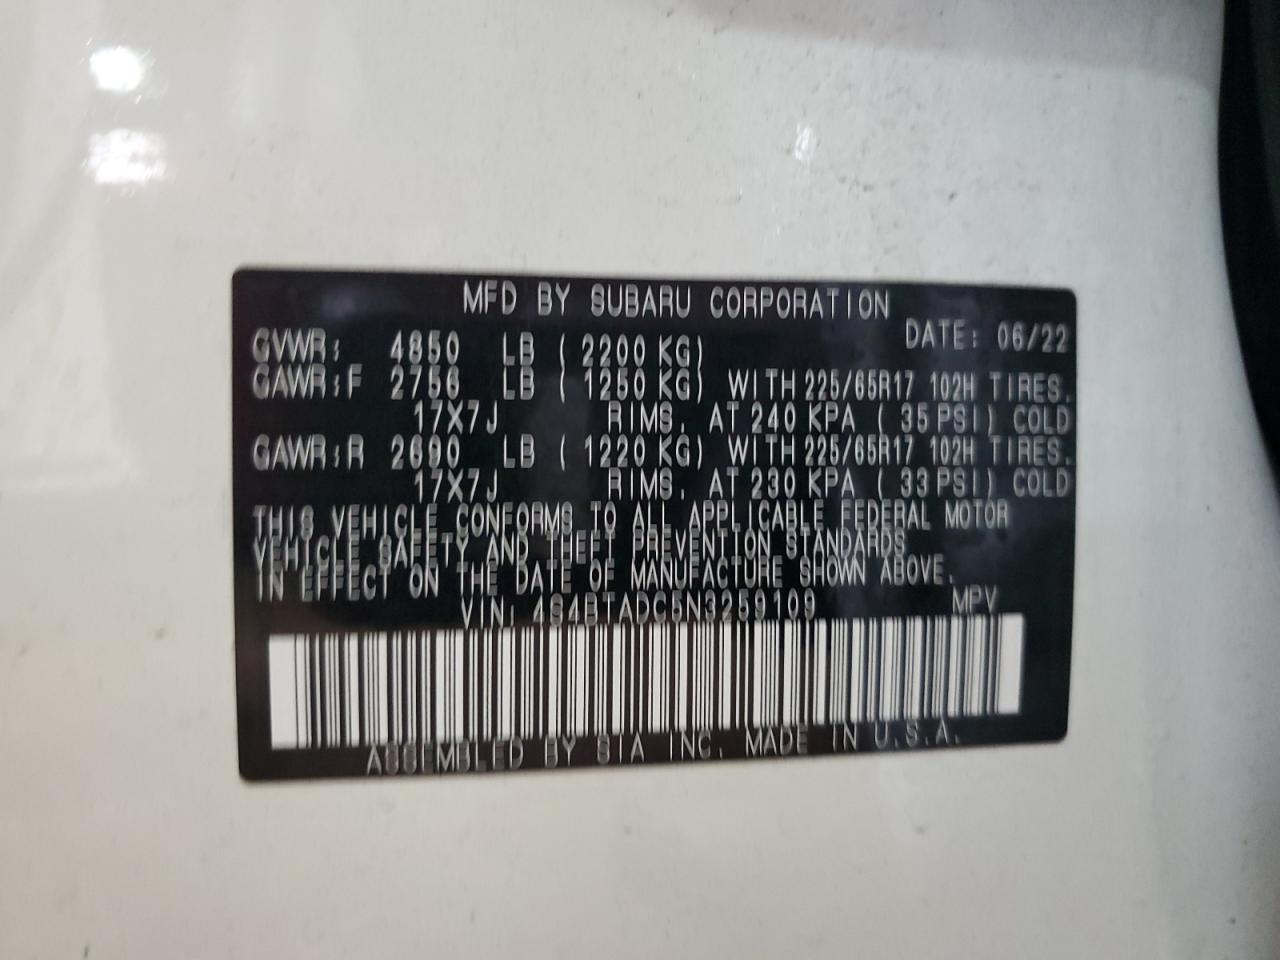 MFD BY SUBARU CORPORATION
DATE: 06/22
GVWR: 4850 LB ( 2200 KG)
GAWR:F 2756 LB ( 1250 KG) WITH 225/65R17 102H TIRES.
17X7J RIMS, AT 240 KPA ( 35 PSI) COLD
GAWR:R 2690 LB ( 1220 KG) WITH 225/65R17 102H TIRES.
17X7J RIMS, AT 230 KPA ( 33 PSI) COLD
THIS VEHICLE CONFORMS TO ALL APPLICABLE FEDERAL MOTOR
VEHICLE SAFETY AND THEFT PREVENTION STANDARDS
IN EFFECT ON THE DATE OF MANUFACTURE SHOWN ABOVE.
VIN: 4S4BTADC5N3259109 MPV
ASSEMBLED BY SIA INC. MADE IN U.S.A.